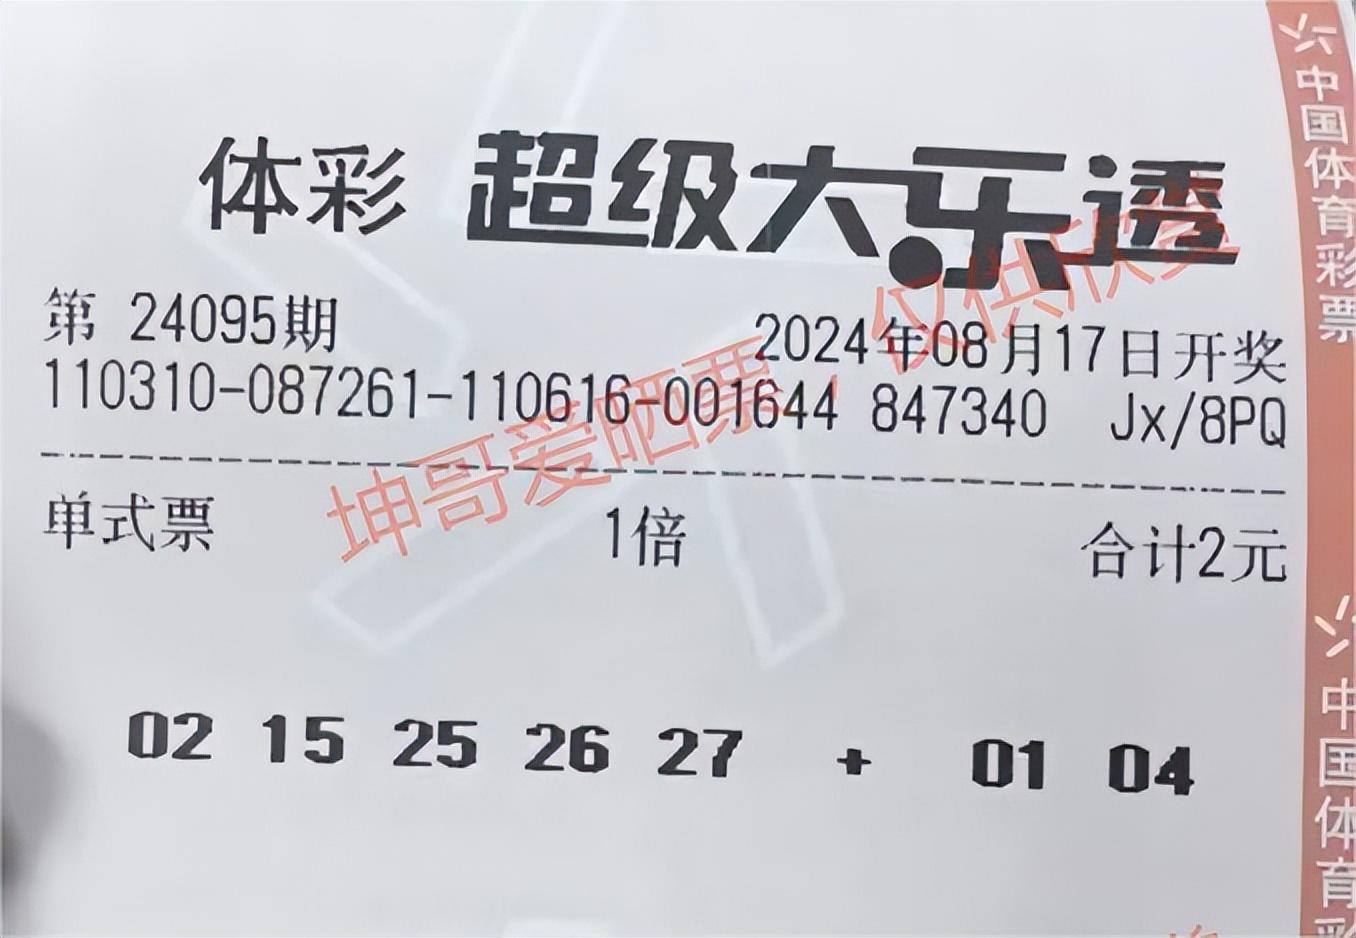 体彩 超级大乐透
第 24095期 2024年08月17日开奖
110310-087261-110616-001644 847340 Jx/8PQ
单式票 1倍 合计2元
02 15 25 26 27 + 01 04
坤哥爱晒票，仅供欣赏
中国体育彩票
中国体育彩